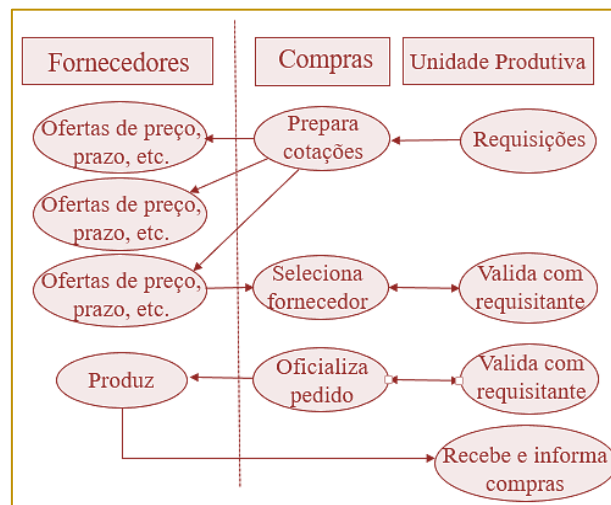 Fornecedores
Compras
Unidade Produtiva
Ofertas de preço,
prazo, etc.
Prepara
cotações
Requisições
Ofertas de preço,
prazo, etc.
Ofertas de preço,
prazo, etc.
Seleciona
fornecedor
Valida com
requisitante
Produz
Oficializa
pedido
Valida com
requisitante
Recebe e informa
compras